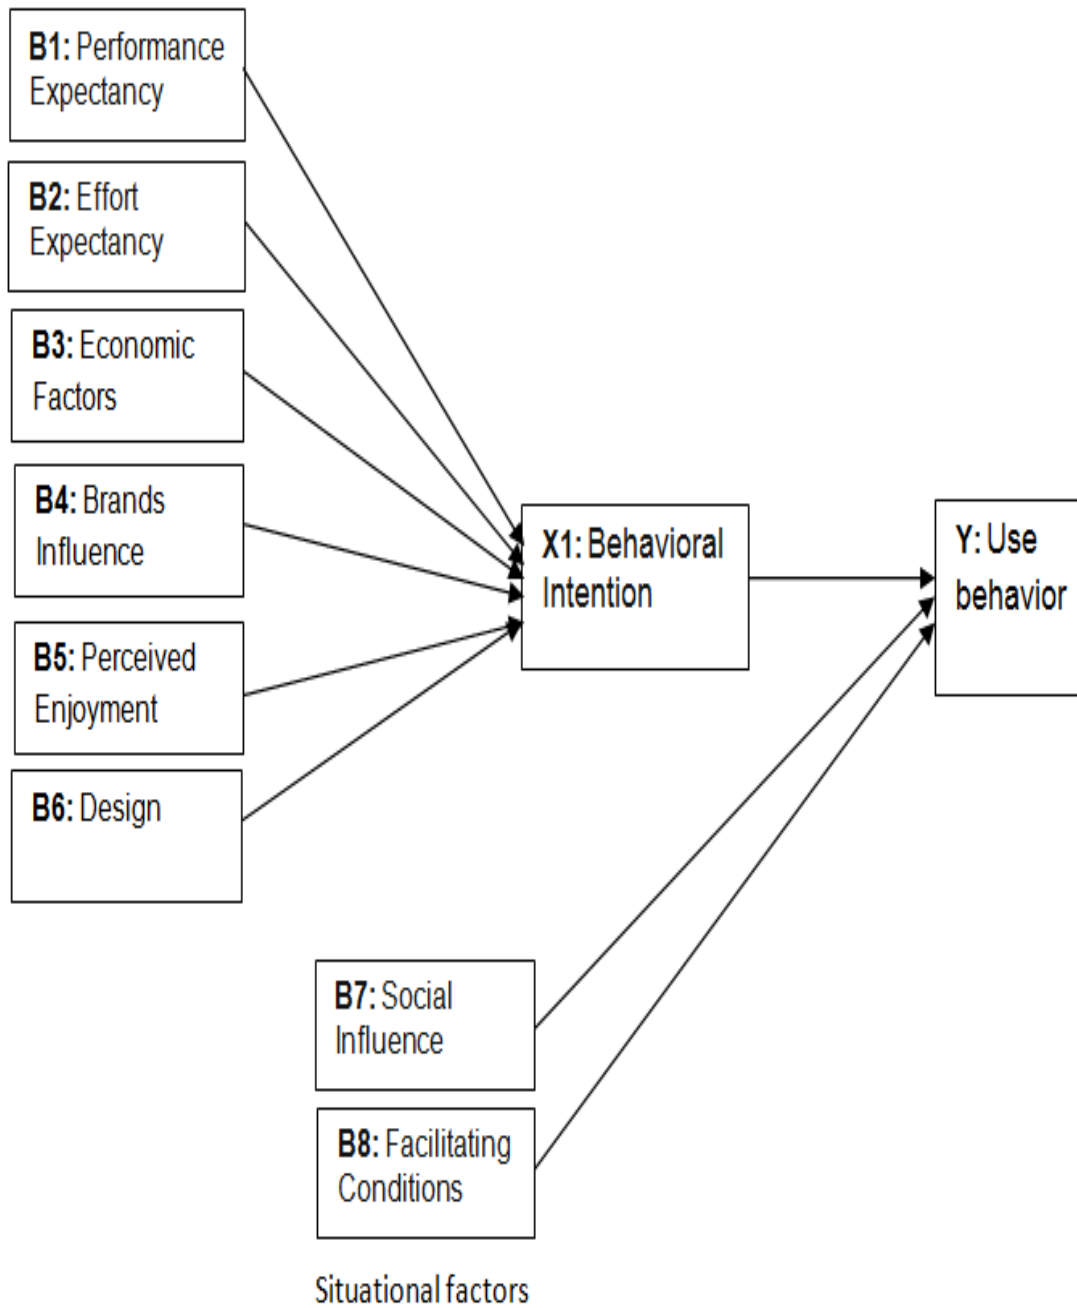 B1: Performance
Expectancy
B2: Effort
Expectancy
B3: Economic
Factors
B4: Brands
Influence
B5: Perceived
Enjoyment
B6: Design
X1: Behavioral
Intention
Y: Use
behavior
B7: Social
Influence
B8: Facilitating
Conditions
Situational factors